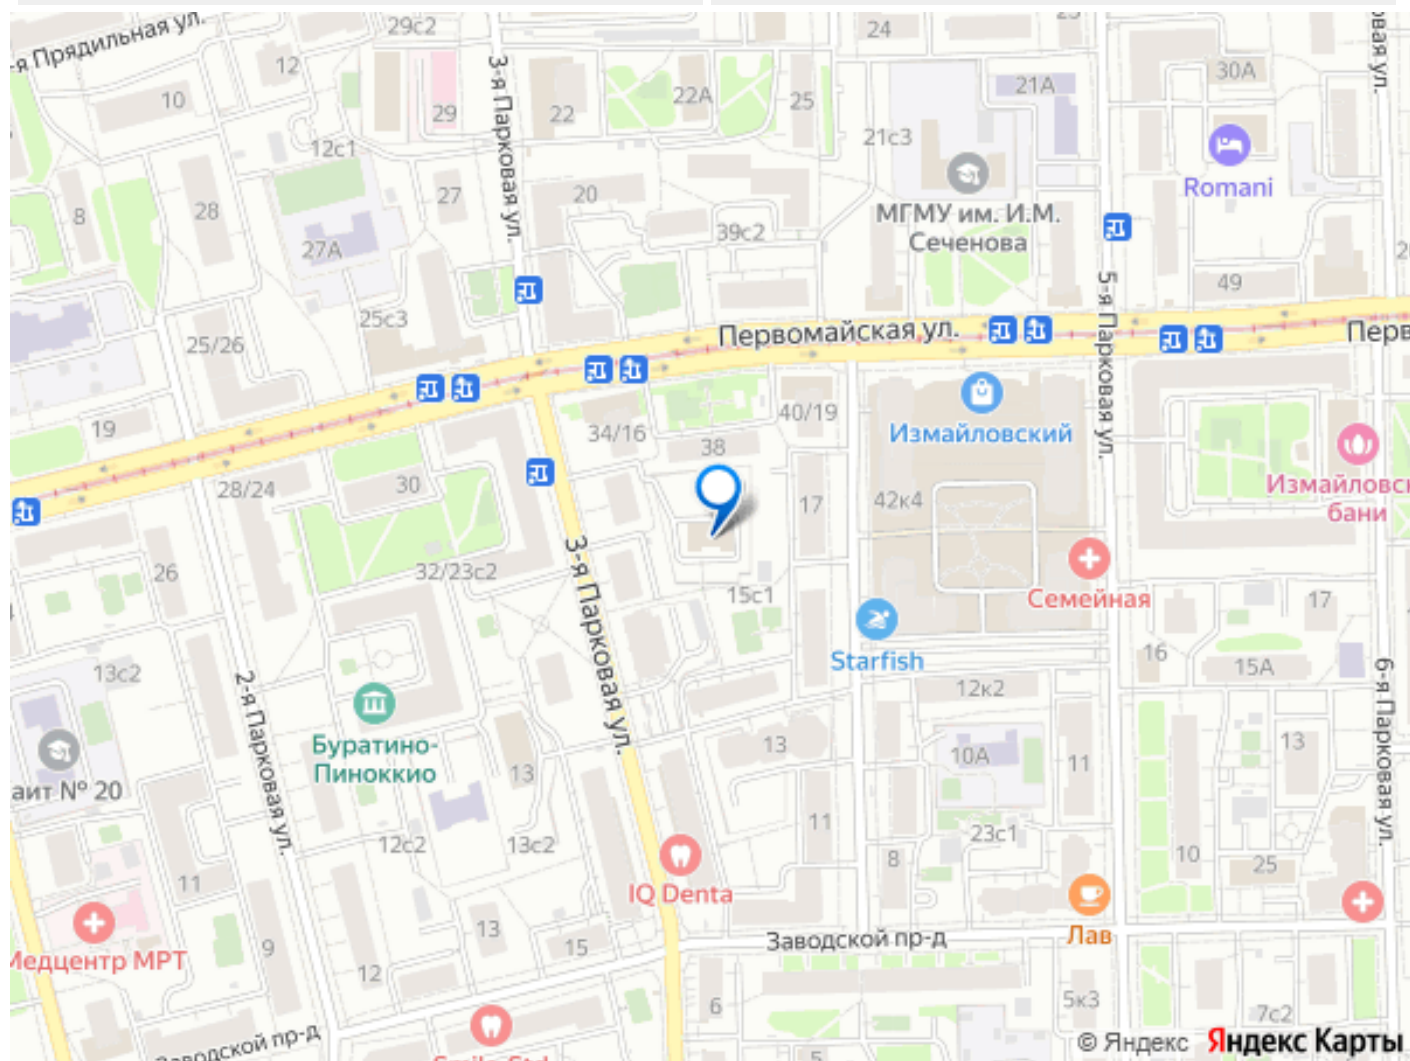 29с2
24
23
-я Прядильная ул.
12
10
29
22
22А
25
21А
30А
3-я Парковая ул.
12с1
21с3
Romani
8
28
27
20
27А
39с2
МГМУ им. И.М.
Сеченова
49
25с3
25/26
Первомайская ул.
Перв
5-я Парковая ул.
19
34/16
40/19
38
Измайловский
28/24
30
17
42к4
Измайловск
бани
26
32/23с2
3-я Парковая ул.
15с1
Семейная
17
13с2
2-я Парковая ул.
Starfish
16
15А
6-я Парковая ул.
12к2
Буратино-
Пиноккио
13
13
10А
11
13
аит № 20
12с2
13с2
11
23с1
8
10
25
11
IQ Denta
Медцентр МРТ
9
13
15
12
Заводской пр-д
Лав
6
5к3
7с2
Заводской пр-д
5
© Яндекс Яндекс Карты